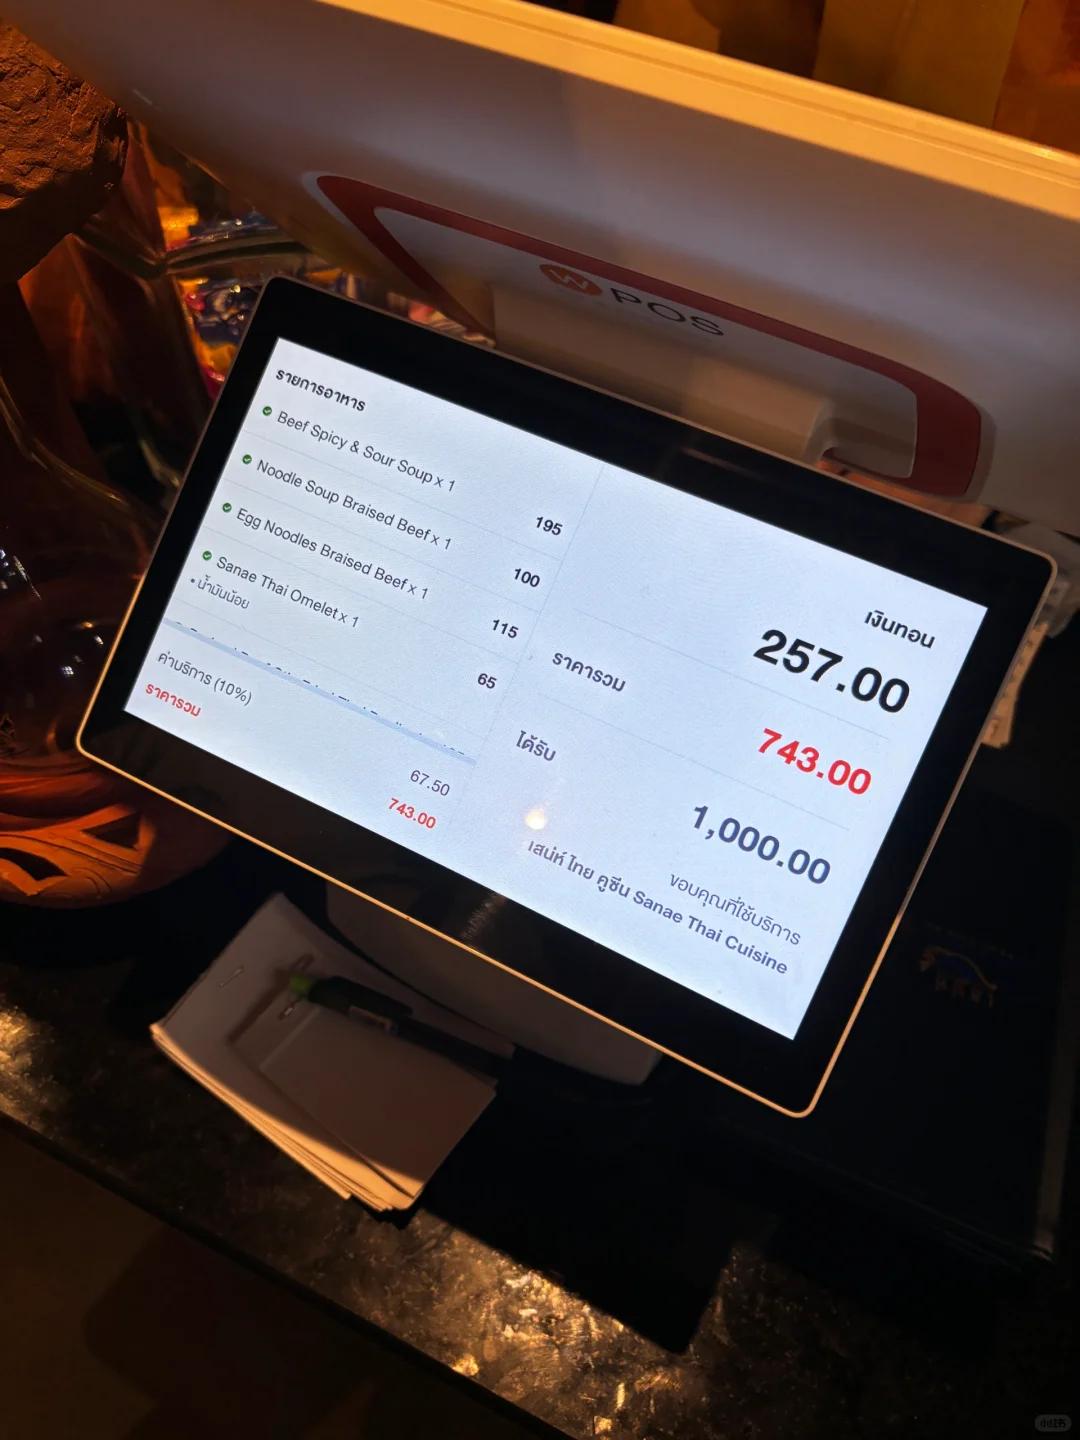 W POS
รายการอาหาร
Beef Spicy & Sour Soup x 1
195
Noodle Soup Braised Beef x 1
100
Egg Noodles Braised Beef x 1
115
Sanae Thai Omelet x 1
• น้ำมันน้อย
65
ค่าบริการ (10%)
67.50
ราคารวม
743.00
เงินทอน
257.00
ราคารวม
743.00
ได้รับ
1,000.00
ขอบคุณที่ใช้บริการ
เสน่ห์ ไทย คูซีน Sanae Thai Cuisine
小红书